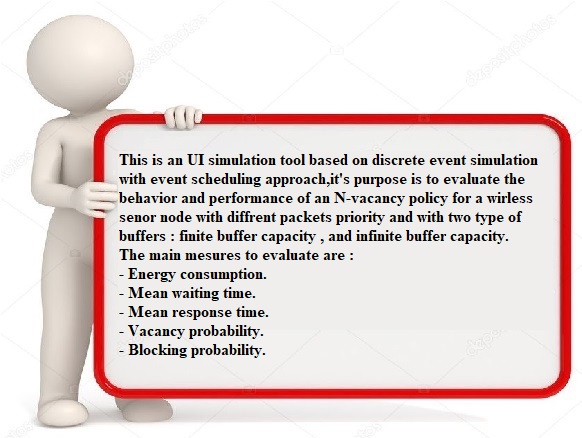 This is an UI simulation tool based on discrete event simulation
with event scheduling approach,it's purpose is to evaluate the
behavior and performance of an N-vacancy policy for a wirless
senor node with diffrent packets priority and with two type of
buffers : finite buffer capacity , and infinite buffer capacity.
The main mesures to evaluate are :
- Energy consumption.
- Mean waiting time.
- Mean response time.
- Vacancy probability.
- Blocking probability.